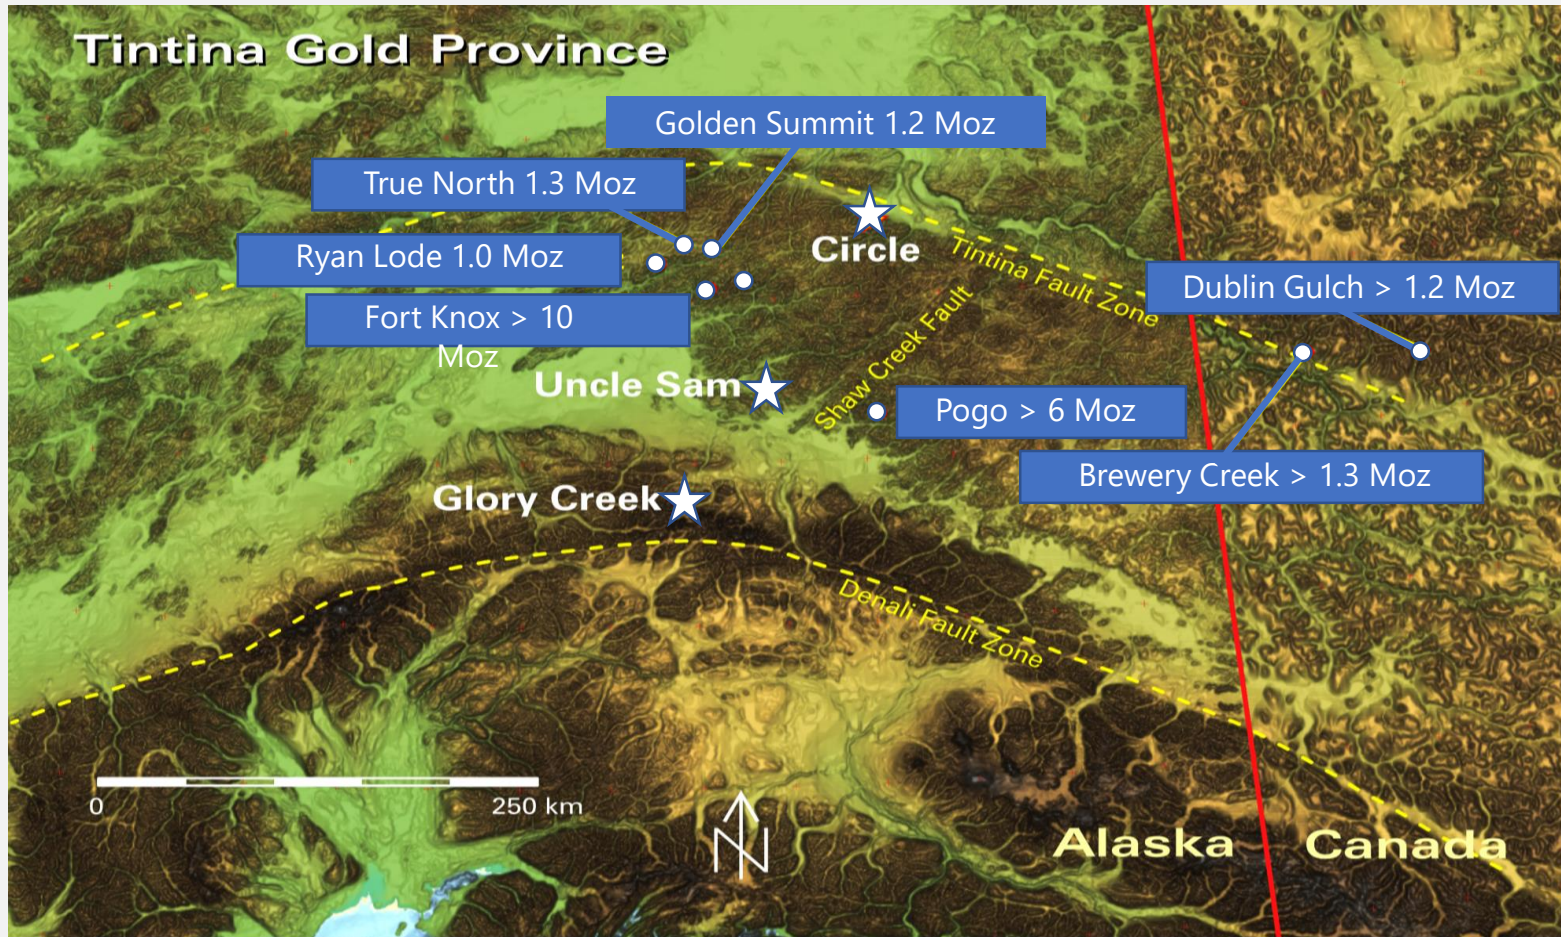 Tintina Gold Province
Golden Summit 1.2 Moz
True North 1.3 Moz
Ryan Lode 1.0 Moz
Fort Knox > 10
Moz
Circle
Tintina Fault Zone
Dublin Gulch > 1.2 Moz
Shaw Creek Fault
Uncle Sam
Pogo > 6 Moz
Brewery Creek > 1.3 Moz
Glory Creek
Denali Fault Zone
0
250 km
N
Alaska
Canada